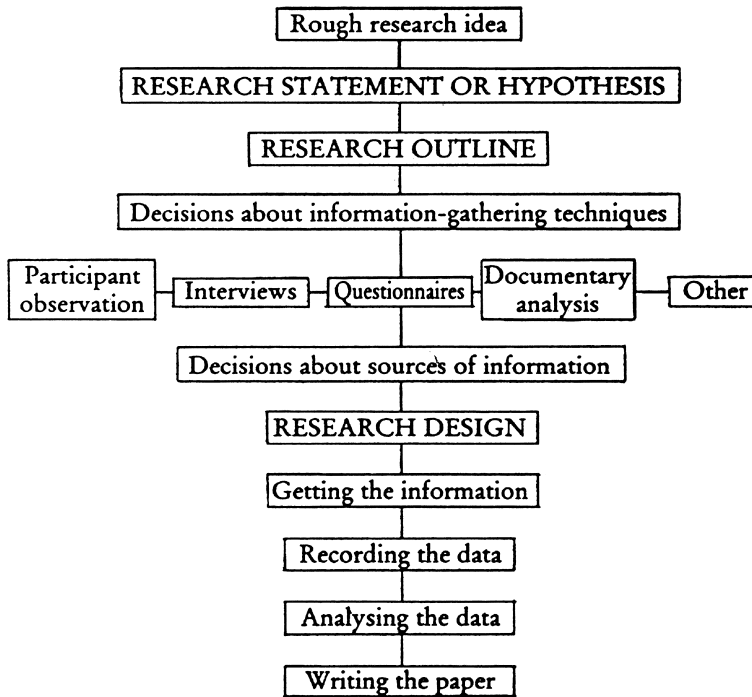 Rough research idea
RESEARCH STATEMENT OR HYPOTHESIS
RESEARCH OUTLINE
Decisions about information-gathering techniques
Participant
observation
Interviews
Questionnaires
Documentary
analysis
Other
Decisions about sources of information
RESEARCH DESIGN
Getting the information
Recording the data
Analysing the data
Writing the paper